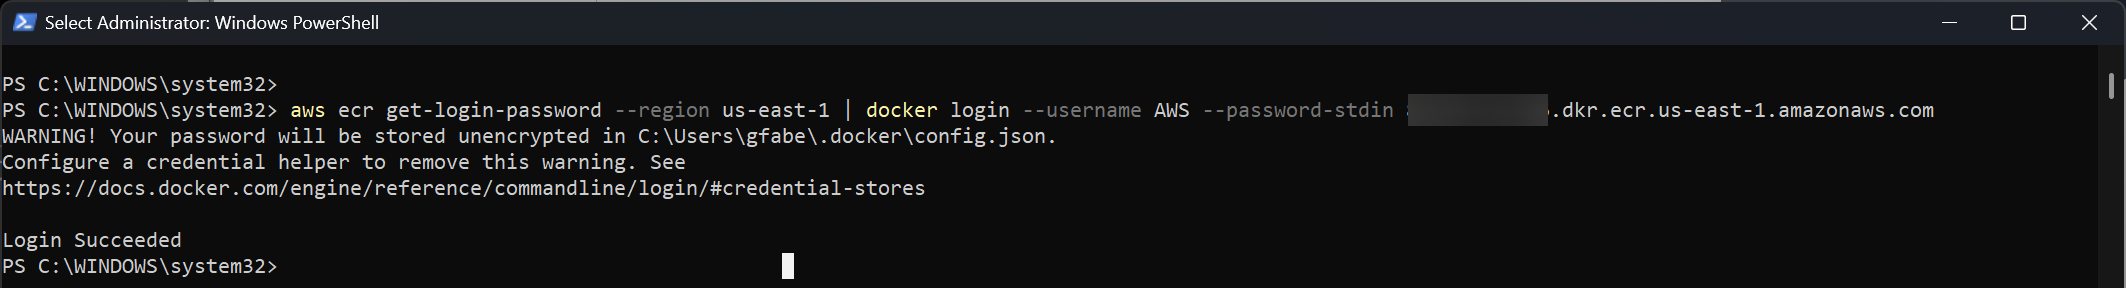 Select Administrator: Windows PowerShell
PS C:\WINDOWS\system32>
PS C:\WINDOWS\system32> aws ecr get-login-password --region us-east-1 | docker login --username AWS --password-stdin .dkr.ecr.us-east-1.amazonaws.com
WARNING! Your password will be stored unencrypted in C:\Users\gfabe\.docker\config.json.
Configure a credential helper to remove this warning. See
https://docs.docker.com/engine/reference/commandline/login/#credential-stores
Login Succeeded
PS C:\WINDOWS\system32>